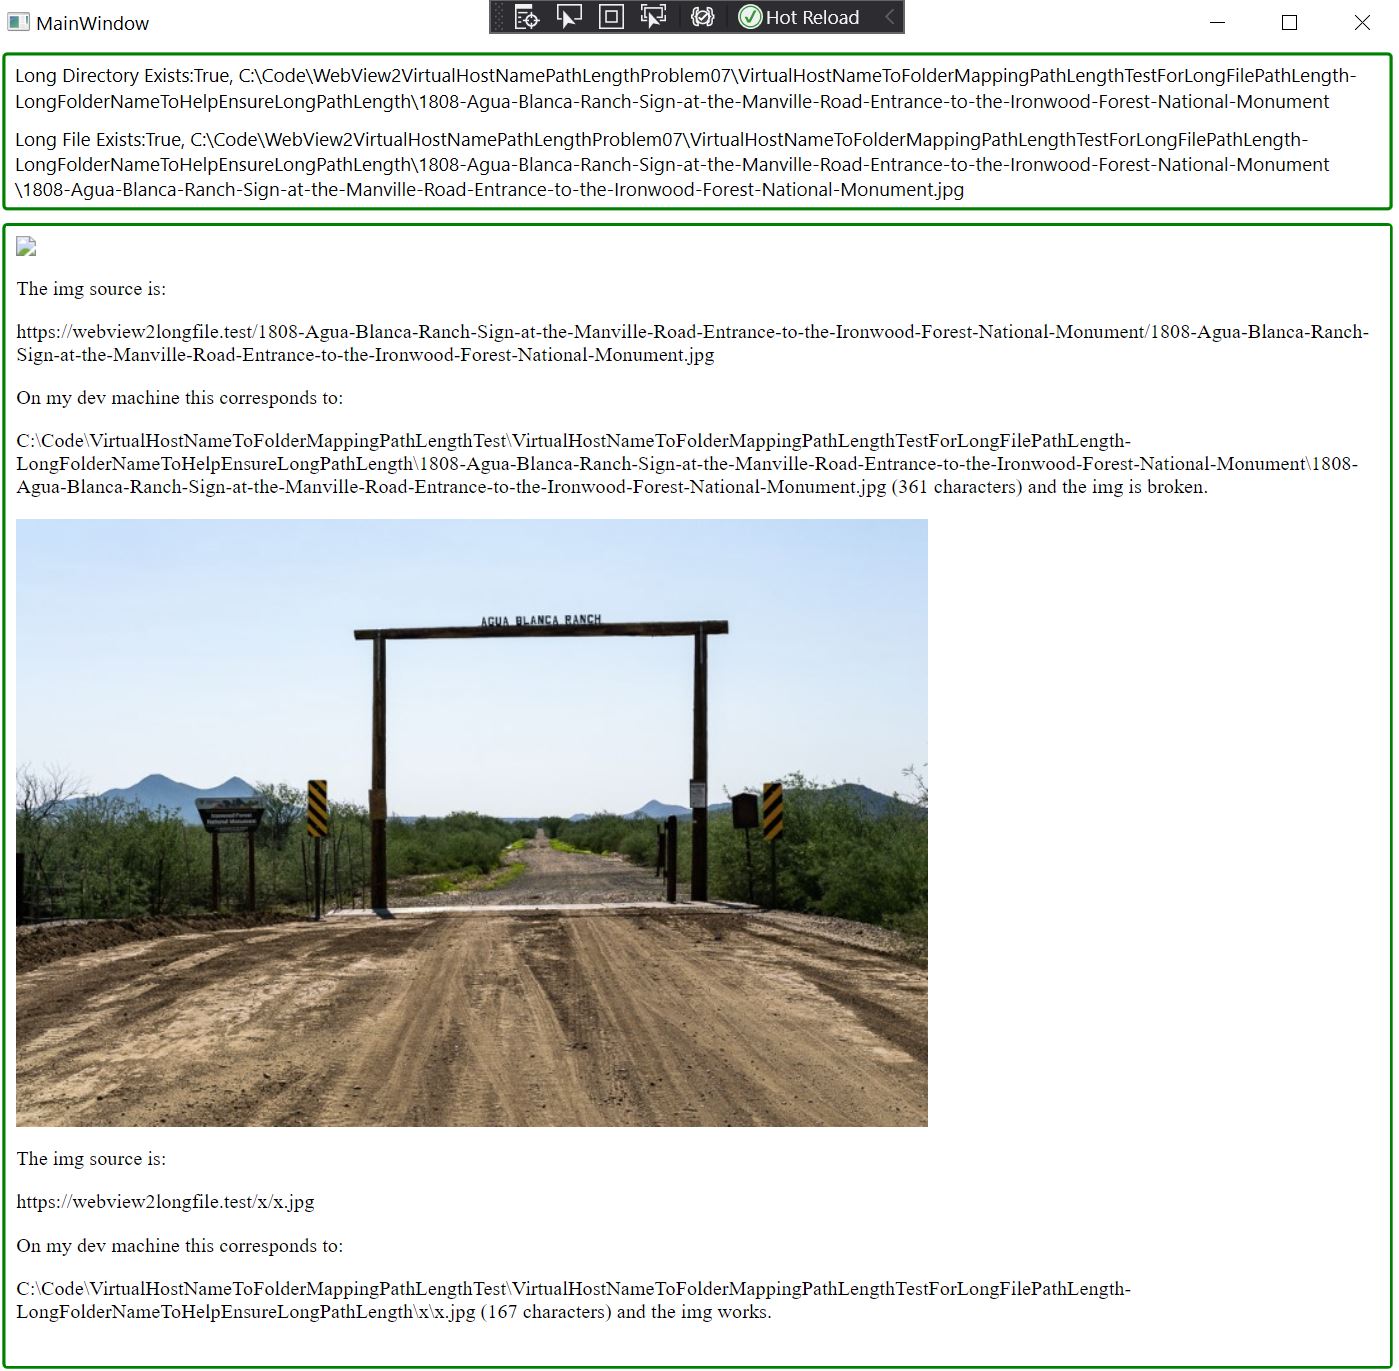 MainWindow
Hot Reload
Long Directory Exists:True, C:\Code\WebView2VirtualHostNamePathLengthProblem07\VirtualHostNameToFolderMappingPathLengthTestForLongFilePathLength-
LongFolderNameToHelpEnsureLongPathLength\1808-Agua-Blanca-Ranch-Sign-at-the-Manville-Road-Entrance-to-the-Ironwood-Forest-National-Monument
Long File Exists:True, C:\Code\WebView2VirtualHostNamePathLengthProblem07\VirtualHostNameToFolderMappingPathLengthTestForLongFilePathLength-
LongFolderNameToHelpEnsureLongPathLength\1808-Agua-Blanca-Ranch-Sign-at-the-Manville-Road-Entrance-to-the-Ironwood-Forest-National-Monument
\1808-Agua-Blanca-Ranch-Sign-at-the-Manville-Road-Entrance-to-the-Ironwood-Forest-National-Monument.jpg
The img source is:
https://webview2longfile.test/1808-Agua-Blanca-Ranch-Sign-at-the-Manville-Road-Entrance-to-the-Ironwood-Forest-National-Monument/1808-Agua-Blanca-Ranch-
Sign-at-the-Manville-Road-Entrance-to-the-Ironwood-Forest-National-Monument.jpg
On my dev machine this corresponds to:
C:\Code\VirtualHostNameToFolderMappingPathLengthTest\VirtualHostNameToFolderMappingPathLengthTestForLongFilePathLength-
LongFolderNameToHelpEnsureLongPathLength\1808-Agua-Blanca-Ranch-Sign-at-the-Manville-Road-Entrance-to-the-Ironwood-Forest-National-Monument\1808-
Agua-Blanca-Ranch-Sign-at-the-Manville-Road-Entrance-to-the-Ironwood-Forest-National-Monument.jpg (361 characters) and the img is broken.
AGUA BLANCA RANCH
Ironwood Forest
National Monument
The img source is:
https://webview2longfile.test/x/x.jpg
On my dev machine this corresponds to:
C:\Code\VirtualHostNameToFolderMappingPathLengthTest\VirtualHostNameToFolderMappingPathLengthTestForLongFilePathLength-
LongFolderNameToHelpEnsureLongPathLength\x\x.jpg (167 characters) and the img works.